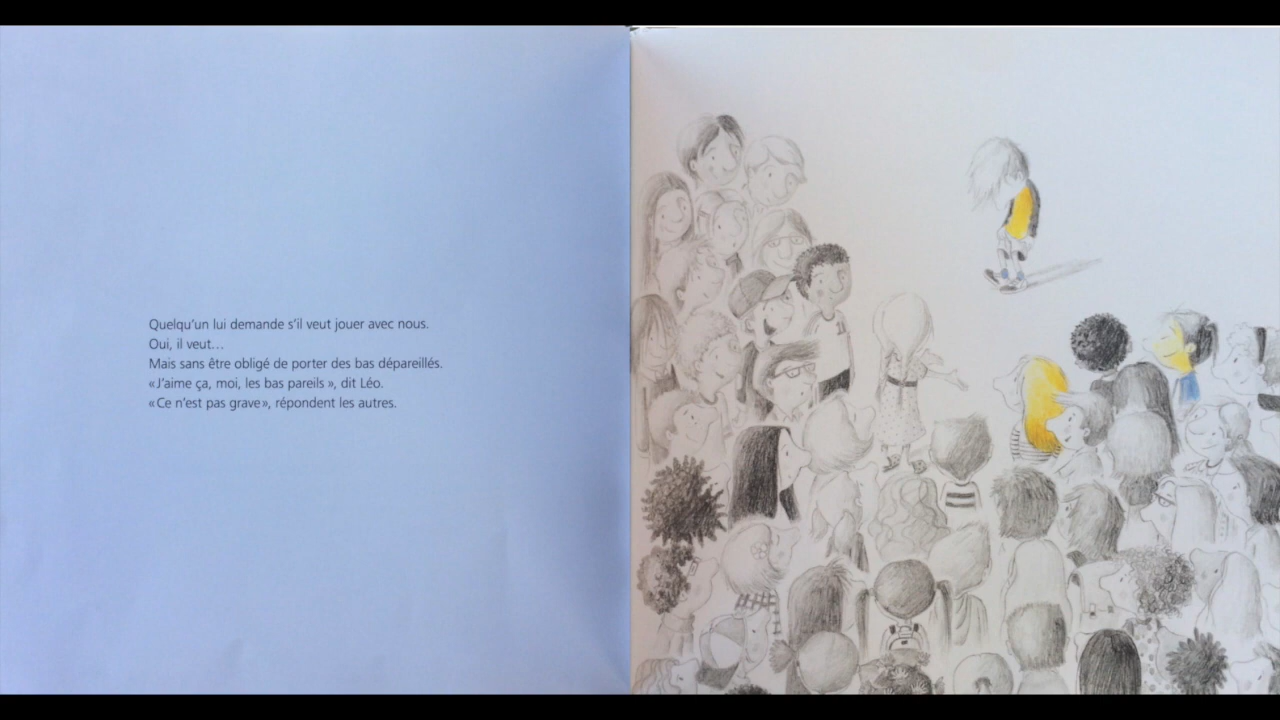 Quelqu'un lui demande s'il veut jouer avec nous.
Oui, il veut…
Mais sans être obligé de porter des bas dépareillés.
« J'aime ça, moi, les bas pareils », dit Léo.
« Ce n'est pas grave », répondent les autres.